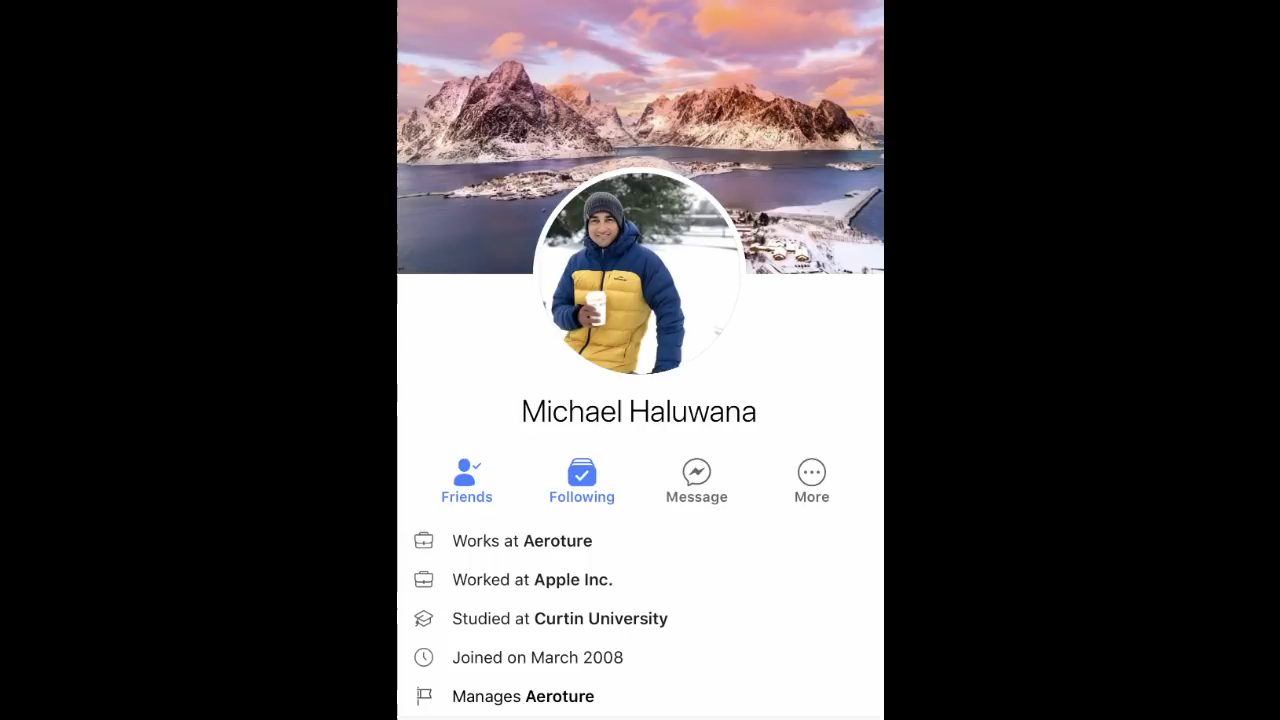 Michael Haluwana
Friends
Following
Message
More
Works at Aeroture
Worked at Apple Inc.
Studied at Curtin University
Joined on March 2008
Manages Aeroture